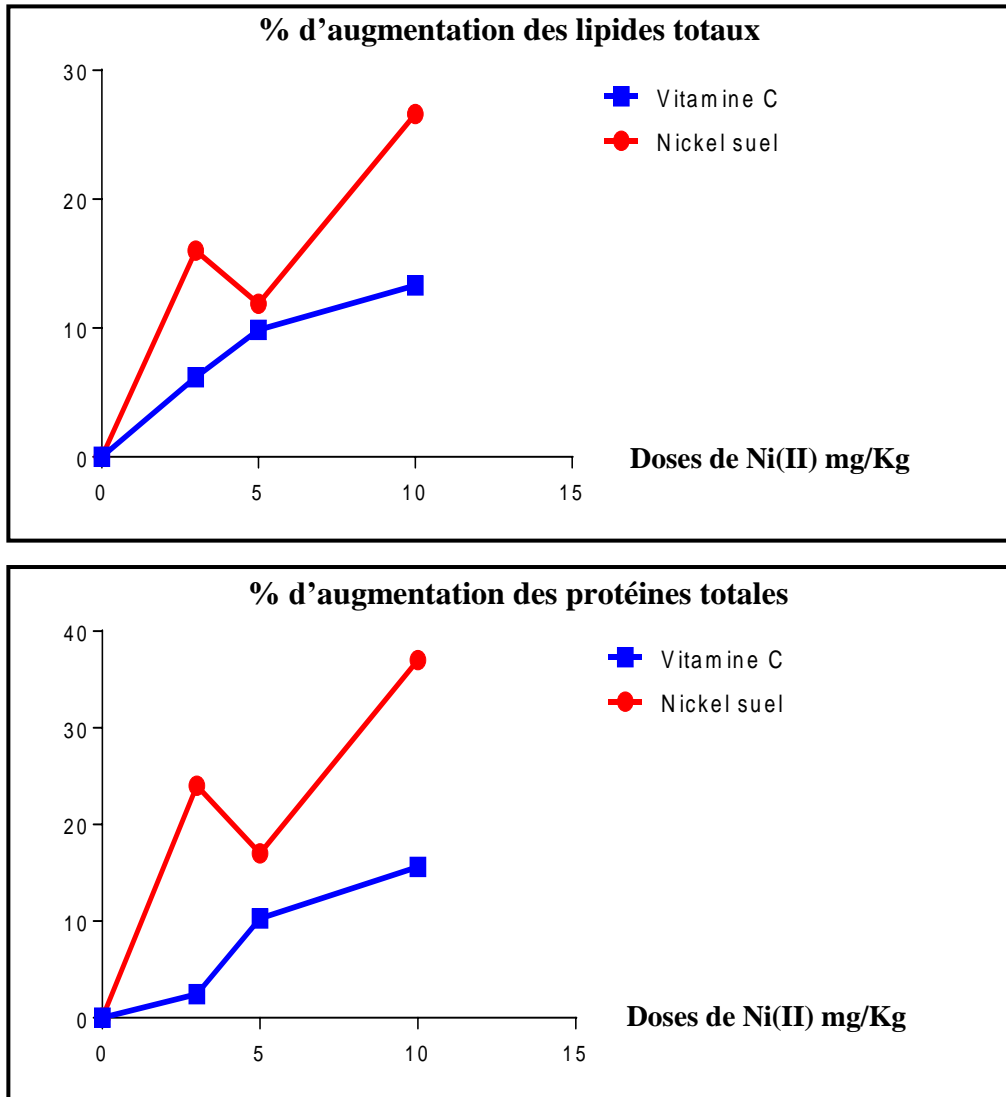 % d'augmentation des lipides totaux
30
20
10
0
Vitamine C
Nickel suel
Doses de Ni(II) mg/Kg
0 5 10 15
% d'augmentation des protéines totales
40
30
20
10
0
Vitamine C
Nickel suel
Doses de Ni(II) mg/Kg
0 5 10 15